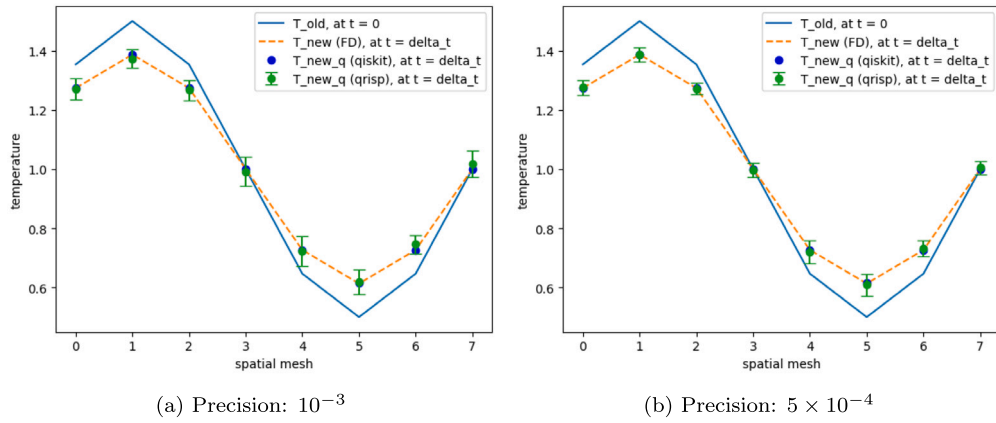 T_old, at t = 0
T_new (FD), at t = delta_t
T_new_q (qiskit), at t = delta_t
T_new_q (qrisp), at t = delta_t
temperature
1.4
1.2
1.0
0.8
0.6
0 1 2 3 4 5 6 7
spatial mesh
(a) Precision: 10⁻³
T_old, at t = 0
T_new (FD), at t = delta_t
T_new_q (qiskit), at t = delta_t
T_new_q (qrisp), at t = delta_t
temperature
1.4
1.2
1.0
0.8
0.6
0 1 2 3 4 5 6 7
spatial mesh
(b) Precision: 5 × 10⁻⁴